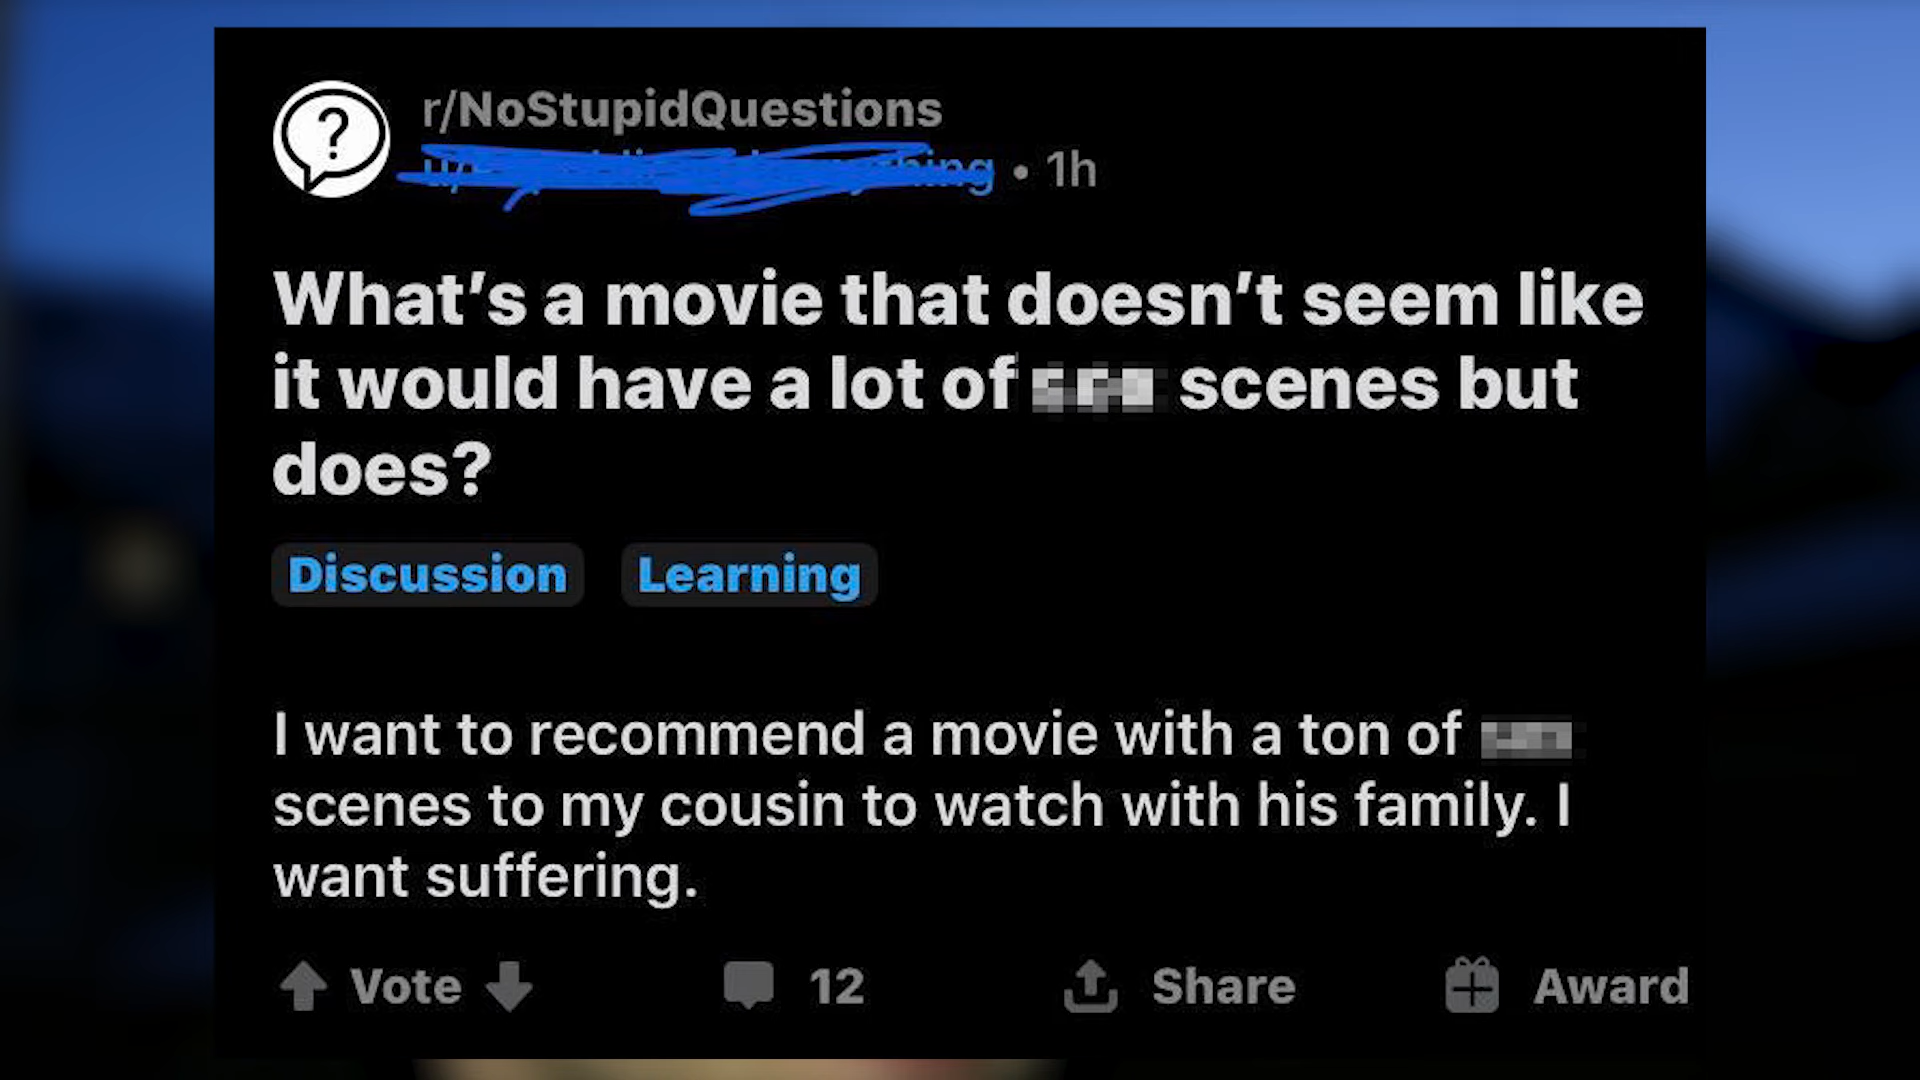 r/NoStupidQuestions
• 1h
What's a movie that doesn't seem like
it would have a lot of scenes but
does?
Discussion Learning
I want to recommend a movie with a ton of
scenes to my cousin to watch with his family. I
want suffering.
Vote 12 Share Award